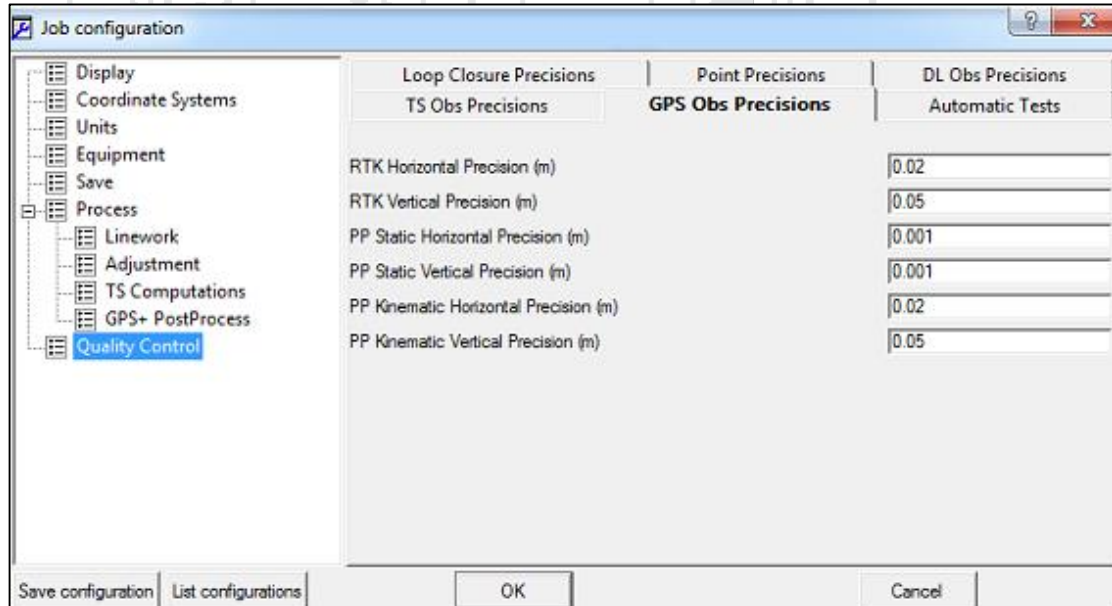 Job configuration
Display
Coordinate Systems
Units
Equipment
Save
Process
Linework
Adjustment
TS Computations
GPS+ PostProcess
Quality Control
Loop Closure Precisions
Point Precisions
DL Obs Precisions
TS Obs Precisions
GPS Obs Precisions
Automatic Tests
RTK Horizontal Precision (m) 0.02
RTK Vertical Precision (m) 0.05
PP Static Horizontal Precision (m) 0.001
PP Static Vertical Precision (m) 0.001
PP Kinematic Horizontal Precision (m) 0.02
PP Kinematic Vertical Precision (m) 0.05
Save configuration
List configurations
OK
Cancel